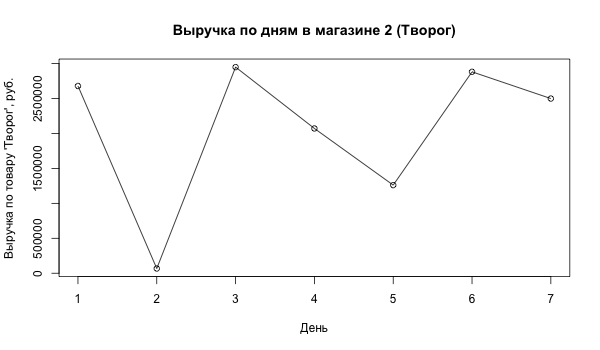 Выручка по дням в магазине 2 (Творог)
Выручка по товару 'Творог', руб.
2500000
1500000
500000
0
1 2 3 4 5 6 7
День